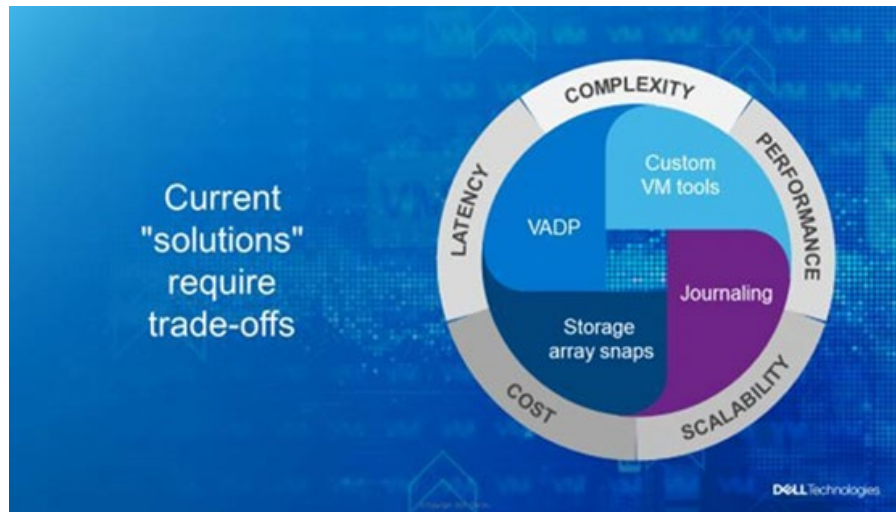 Current
"solutions"
require
trade-offs
COMPLEXITY
PERFORMANCE
SCALABILITY
COST
LATENCY
Custom
VM tools
VADP
Journaling
Storage
array snaps
DELLTechnologies